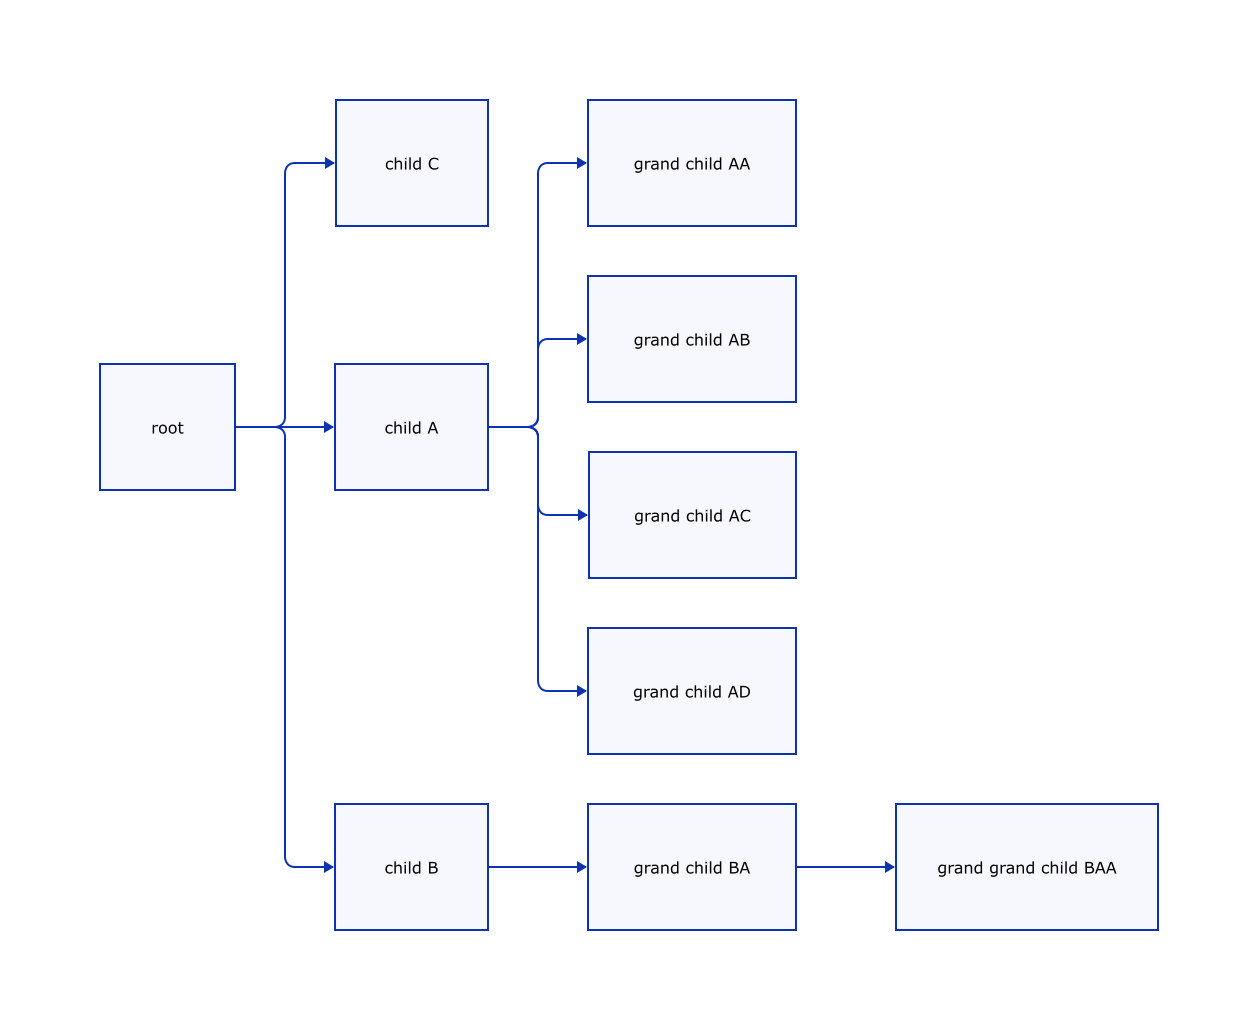 child C
grand child AA
grand child AB
root
child A
grand child AC
grand child AD
child B
grand child BA
grand grand child BAA